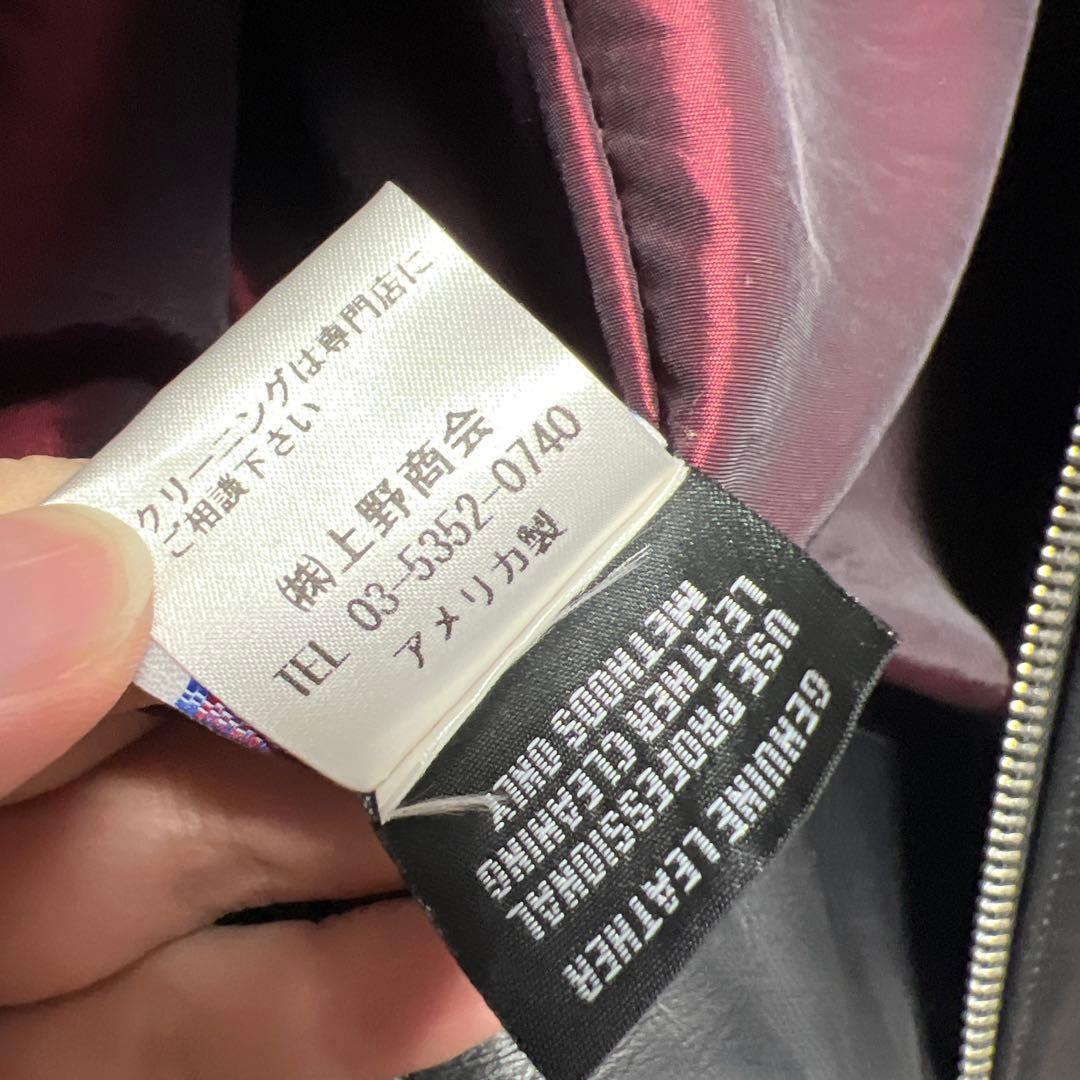 クリーニングは専門店に
ご相談下さい
㈱上野商会
TEL 03-5352-0740
アメリカ製
GENUINE LEATHER
USE PROFESSIONAL
LEATHER CLEANING
METHODS ONLY